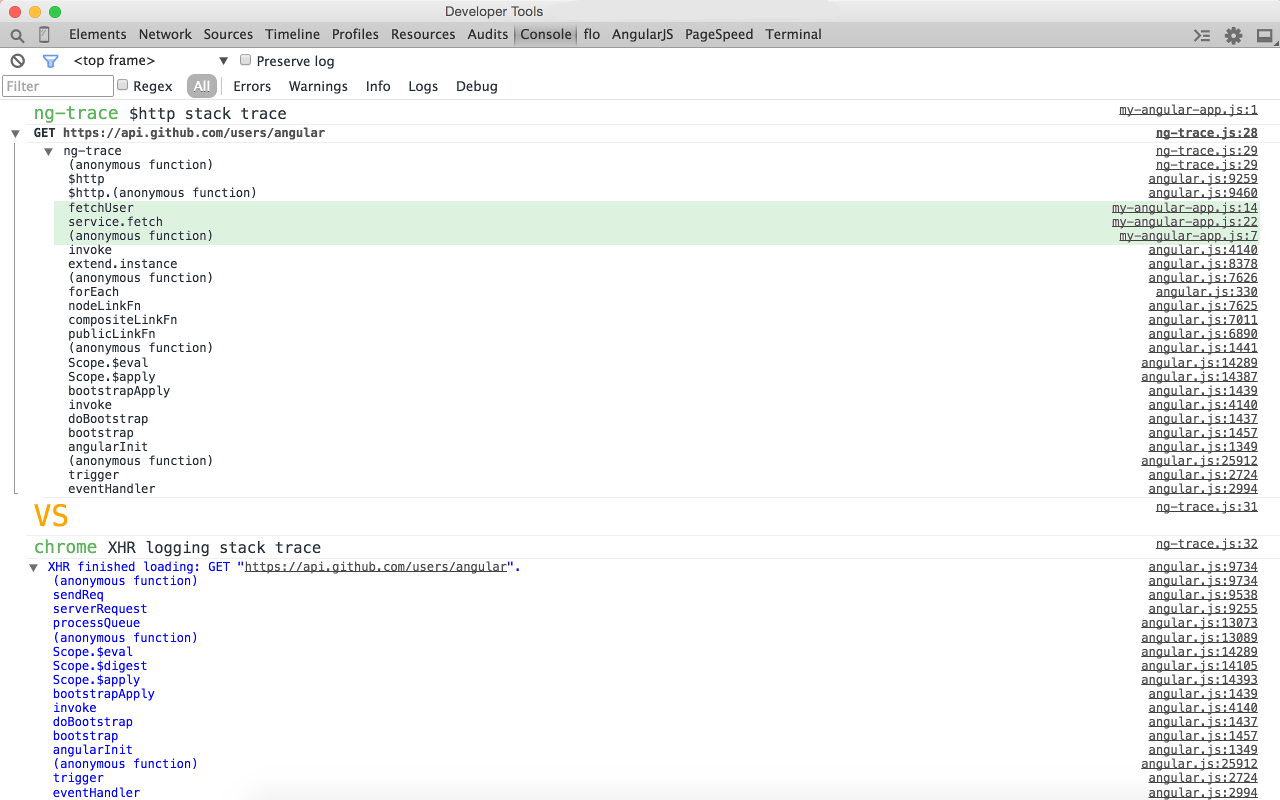 Developer Tools
Elements Network Sources Timeline Profiles Resources Audits Console flo AngularJS PageSpeed Terminal
<top frame> Preserve log
Filter Regex All Errors Warnings Info Logs Debug
ng-trace $http stack trace my-angular-app.js:1
GET https://api.github.com/users/angular ng-trace.js:28
ng-trace ng-trace.js:29
(anonymous function) ng-trace.js:29
$http angular.js:9259
$http.(anonymous function) angular.js:9460
fetchUser my-angular-app.js:14
service.fetch my-angular-app.js:22
(anonymous function) my-angular-app.js:7
invoke angular.js:4140
extend.instance angular.js:8378
(anonymous function) angular.js:7626
forEach angular.js:330
nodeLinkFn angular.js:7625
compositeLinkFn angular.js:7011
publicLinkFn angular.js:6890
(anonymous function) angular.js:1441
Scope.$eval angular.js:14289
Scope.$apply angular.js:14387
bootstrapApply angular.js:1439
invoke angular.js:4140
doBootstrap angular.js:1437
bootstrap angular.js:1457
angularInit angular.js:1349
(anonymous function) angular.js:25912
trigger angular.js:2724
eventHandler angular.js:2994
VS ng-trace.js:31
chrome XHR logging stack trace ng-trace.js:32
XHR finished loading: GET "https://api.github.com/users/angular". angular.js:9734
(anonymous function) angular.js:9734
sendReq angular.js:9538
serverRequest angular.js:9255
processQueue angular.js:13073
(anonymous function) angular.js:13089
Scope.$eval angular.js:14289
Scope.$digest angular.js:14105
Scope.$apply angular.js:14393
bootstrapApply angular.js:1439
invoke angular.js:4140
doBootstrap angular.js:1437
bootstrap angular.js:1457
angularInit angular.js:1349
(anonymous function) angular.js:25912
trigger angular.js:2724
eventHandler angular.js:2994